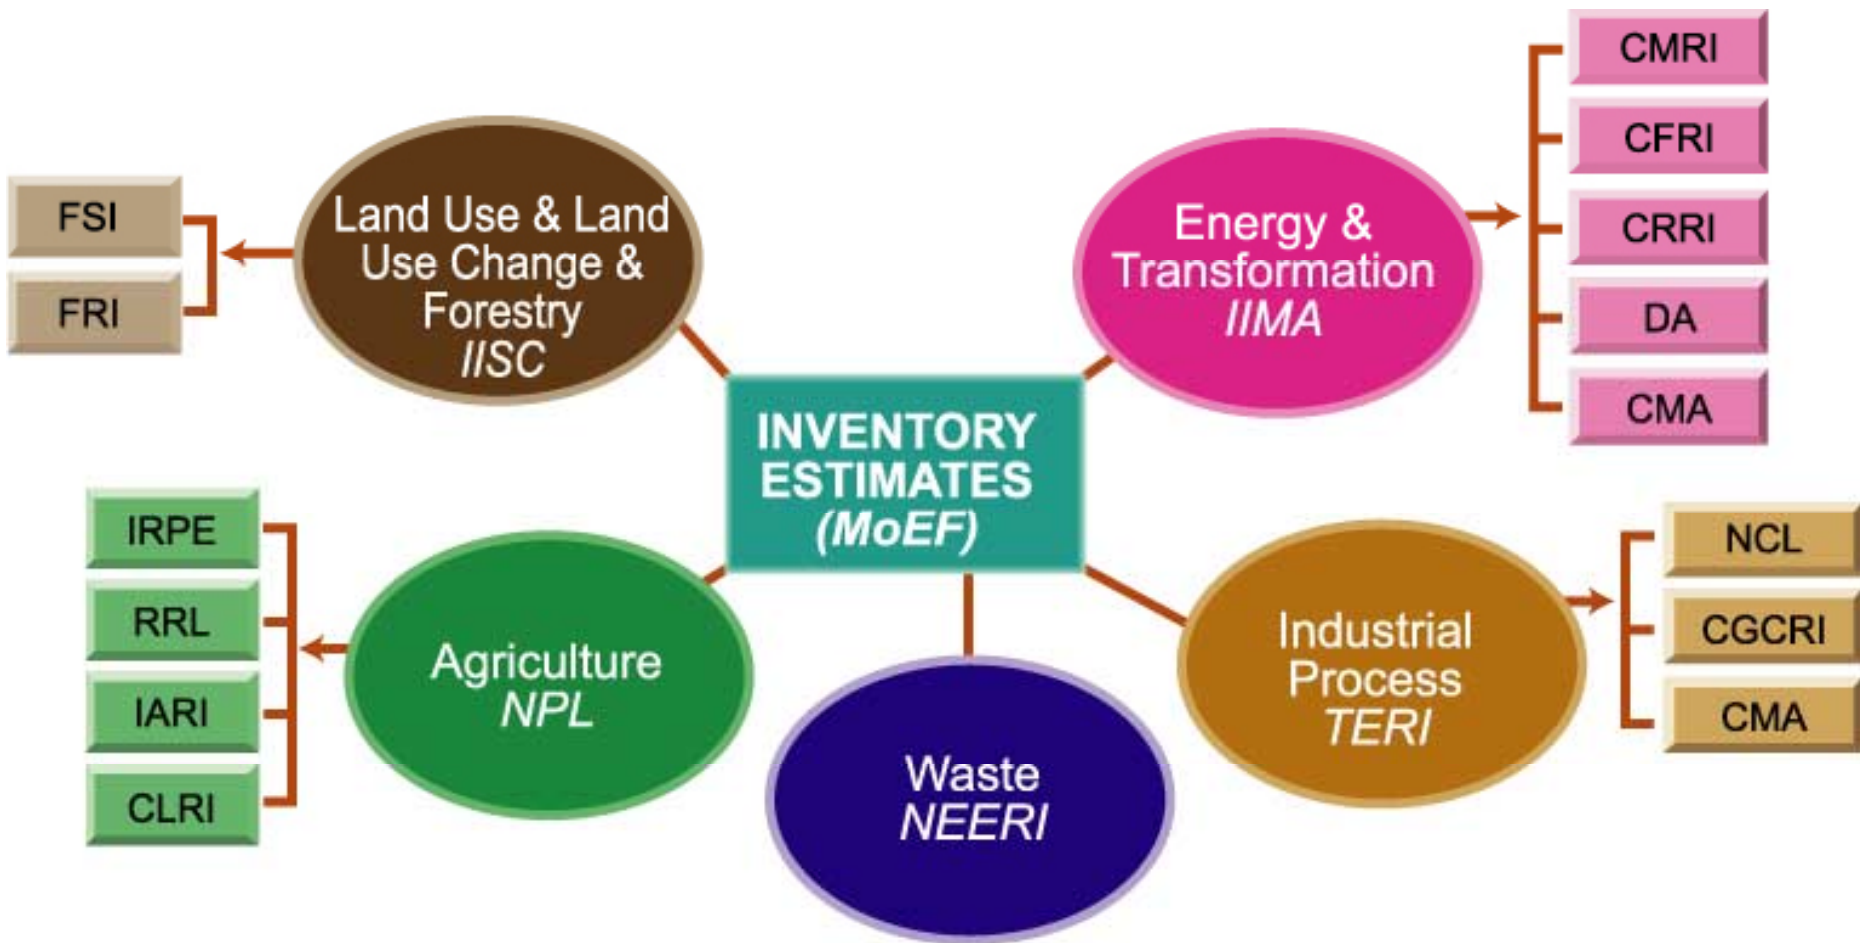 CMRI
CFRI
CRRI
DA
CMA
Energy &
Transformation
IIMA
Land Use & Land
Use Change &
Forestry
IISC
FSI
FRI
INVENTORY
ESTIMATES
(MoEF)
IRPE
RRL
IARI
CLRI
Agriculture
NPL
Waste
NEERI
Industrial
Process
TERI
NCL
CGCRI
CMA